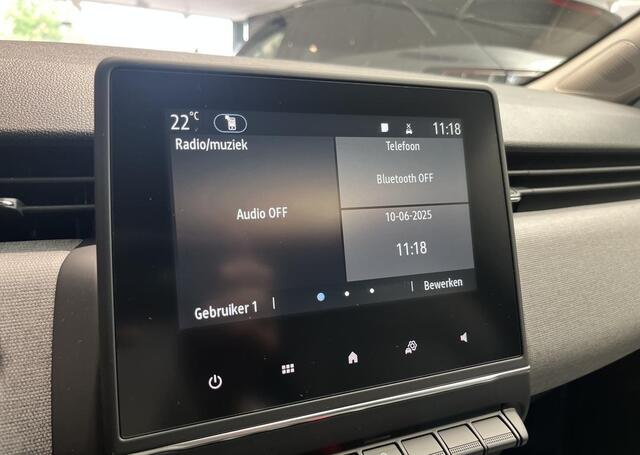 22°C
11:18
Radio/muziek
Audio OFF
Telefoon
Bluetooth OFF
10-06-2025
11:18
Gebruiker 1
Bewerken